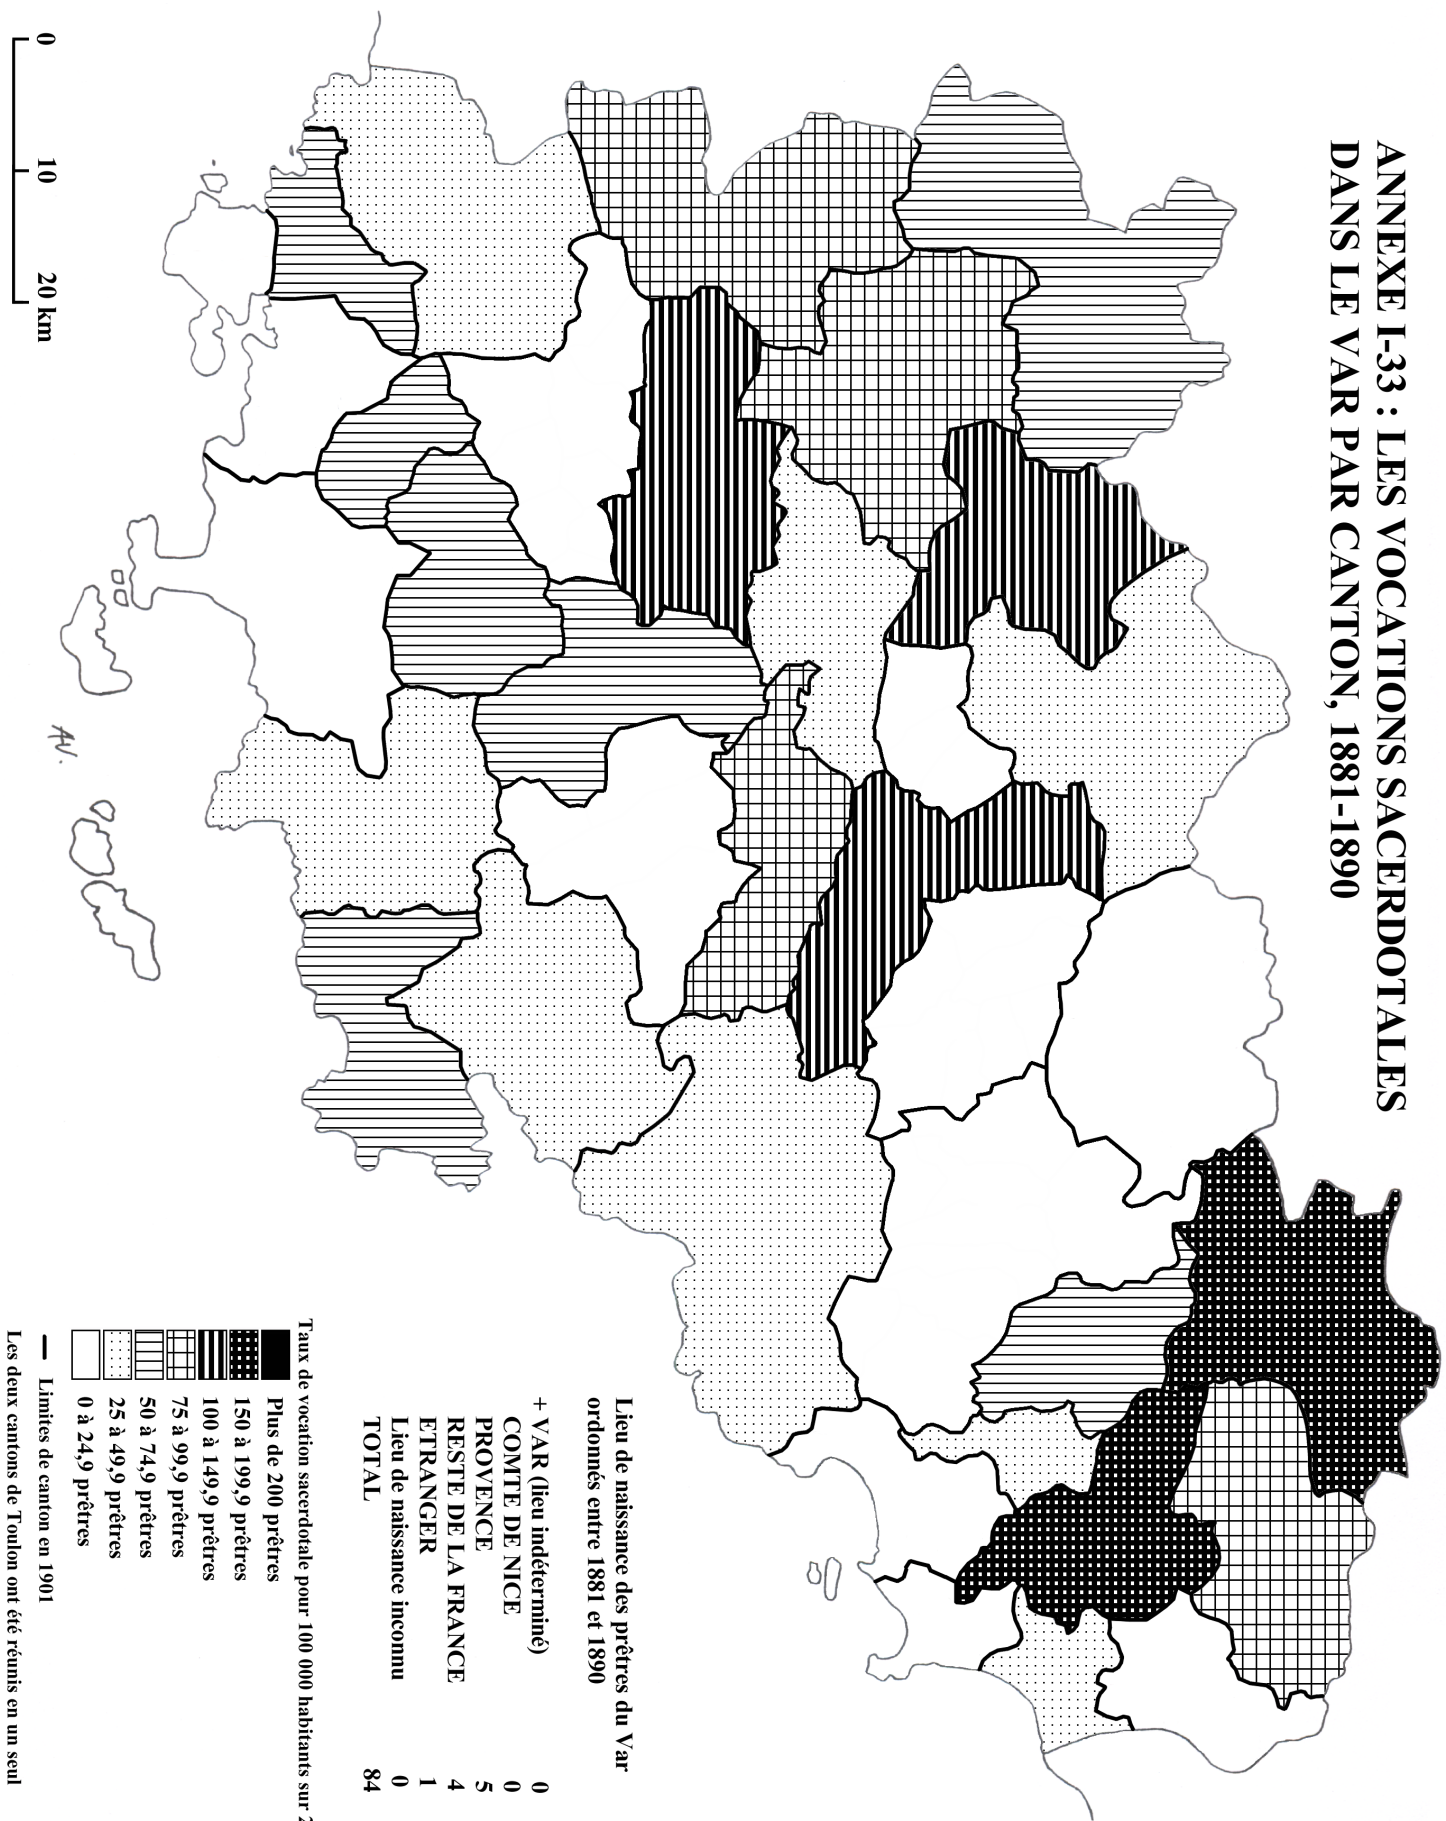 ANNEXE I-33 : LES VOCATIONS SACERDOTALES
DANS LE VAR PAR CANTON, 1881-1890
Lieu de naissance des prêtres du Var
ordonnés entre 1881 et 1890
+ VAR (lieu indéterminé) 0
COMTE DE NICE 0
PROVENCE 5
RESTE DE LA FRANCE 4
ETRANGER 1
Lieu de naissance inconnu 0
TOTAL 84
Taux de vocation sacerdotale pour 100 000 habitants sur
Plus de 200 prêtres
150 à 199,9 prêtres
100 à 149,9 prêtres
75 à 99,9 prêtres
50 à 74,9 prêtres
25 à 49,9 prêtres
0 à 24,9 prêtres
Limites de canton en 1901
Les deux cantons de Toulon ont été réunis en un seul
0 10 20 km
AV.